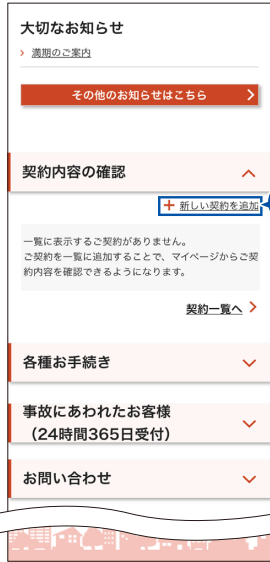 大切なお知らせ
満期のご案内
その他のお知らせはこちら
契約内容の確認
新しい契約を追加
一覧に表示するご契約がありません。
ご契約を一覧に追加することで、マイページからご契
約内容を確認できるようになります。
契約一覧へ
各種お手続き
事故にあわれたお客様
（24時間365日受付）
お問い合わせ